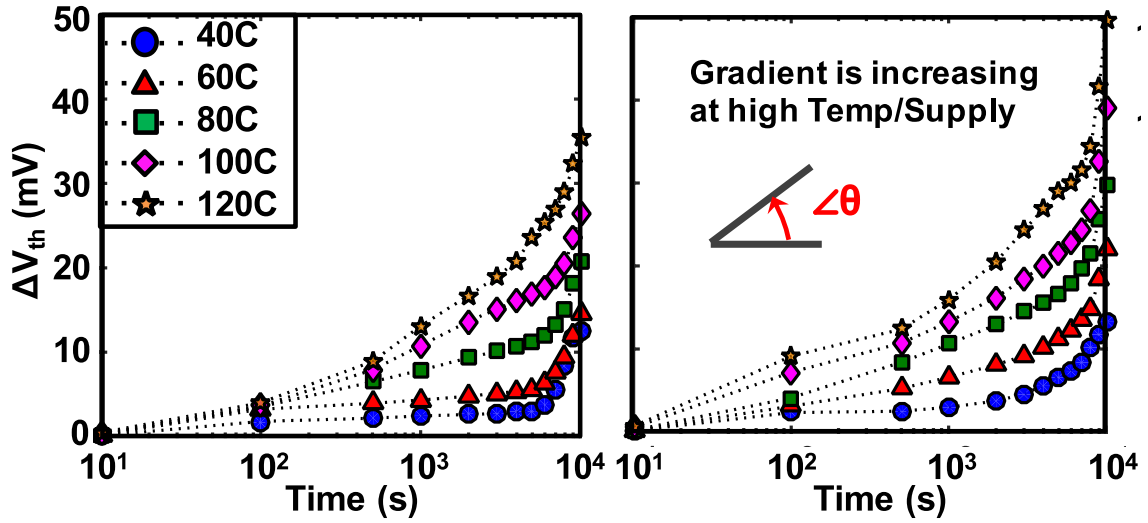 50
40
30
20
10
0
ΔVth (mV)
40C
60C
80C
100C
120C
10¹ 10² 10³ 10⁴
Time (s)
Gradient is increasing
at high Temp/Supply
∠θ
10¹ 10² 10³ 10⁴
Time (s)